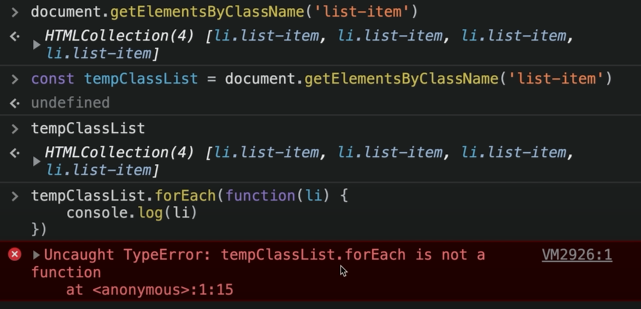 document.getElementsByClassName('list-item')
HTMLCollection(4) [li.list-item, li.list-item, li.list-item,
li.list-item]
const tempClassList = document.getElementsByClassName('list-item')
undefined
tempClassList
HTMLCollection(4) [li.list-item, li.list-item, li.list-item,
li.list-item]
tempClassList.forEach(function(li) {
    console.log(li)
})
Uncaught TypeError: tempClassList.forEach is not a VM2926:1
function
    at <anonymous>:1:15